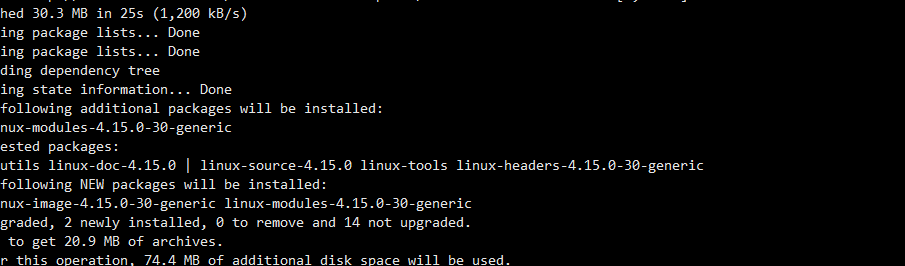 hed 30.3 MB in 25s (1,200 kB/s)
ing package lists... Done
ing package lists... Done
ding dependency tree
ing state information... Done
following additional packages will be installed:
nux-modules-4.15.0-30-generic
ested packages:
utils linux-doc-4.15.0 | linux-source-4.15.0 linux-tools linux-headers-4.15.0-30-generic
following NEW packages will be installed:
nux-image-4.15.0-30-generic linux-modules-4.15.0-30-generic
graded, 2 newly installed, 0 to remove and 14 not upgraded.
to get 20.9 MB of archives.
r this operation, 74.4 MB of additional disk space will be used.